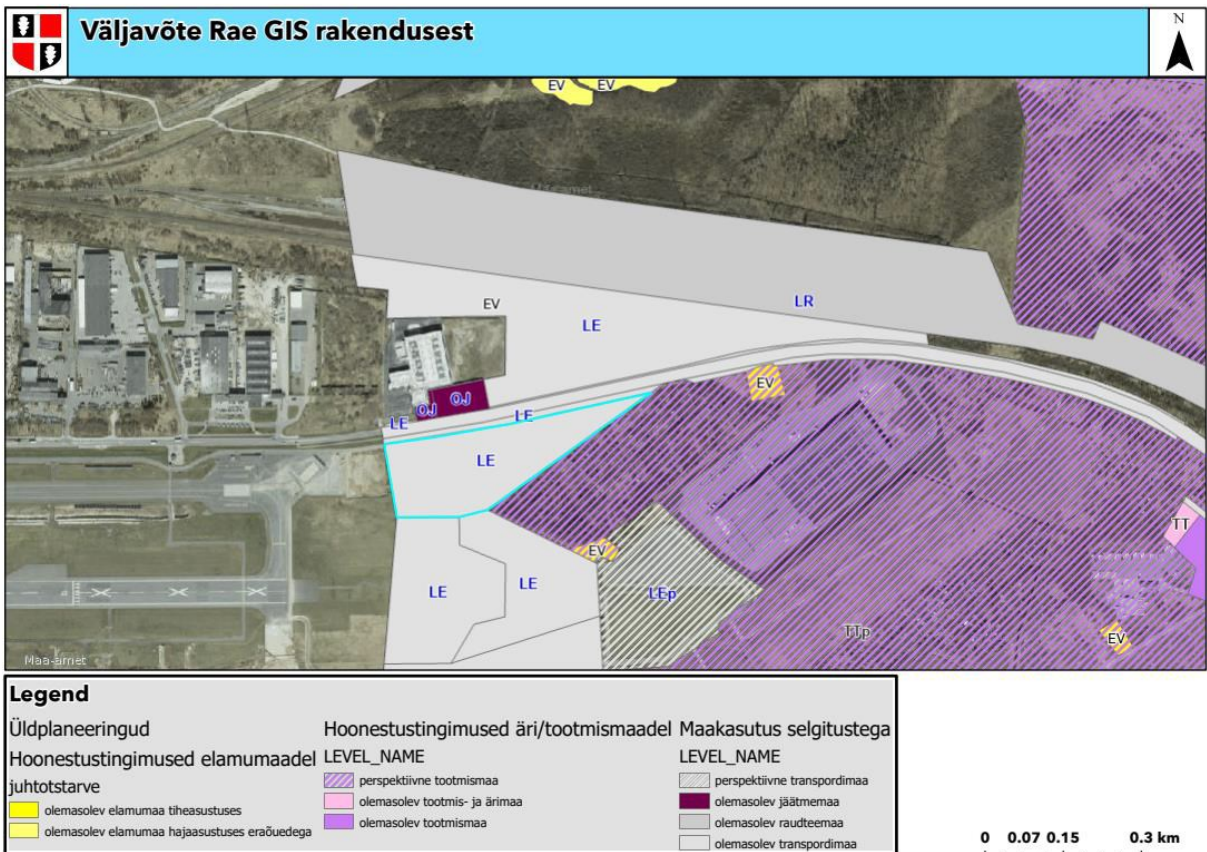 Väljavõte Rae GIS rakendusest
N
EV EV
EV
LE
LR
EV
OJ OJ
LE
LE
LE
EV
LE
LE
LEp
TT
TTp
EV
Maa-amet
Legend
Üldplaneeringud
Hoonestustingimused elamumaadel
juhtotstarve
olemasolev elamumaa tiheasustuses
olemasolev elamumaa hajaasustuses eraõuedega
Hoonestustingimused äri/tootmismaadel
LEVEL_NAME
perspektiivne tootmismaa
olemasolev tootmis- ja ärimaa
olemasolev tootmismaa
Maakasutus selgitustega
LEVEL_NAME
perspektiivne transpordimaa
olemasolev jäätmemaa
olemasolev raudteemaa
olemasolev transpordimaa
0 0.07 0.15 0.3 km